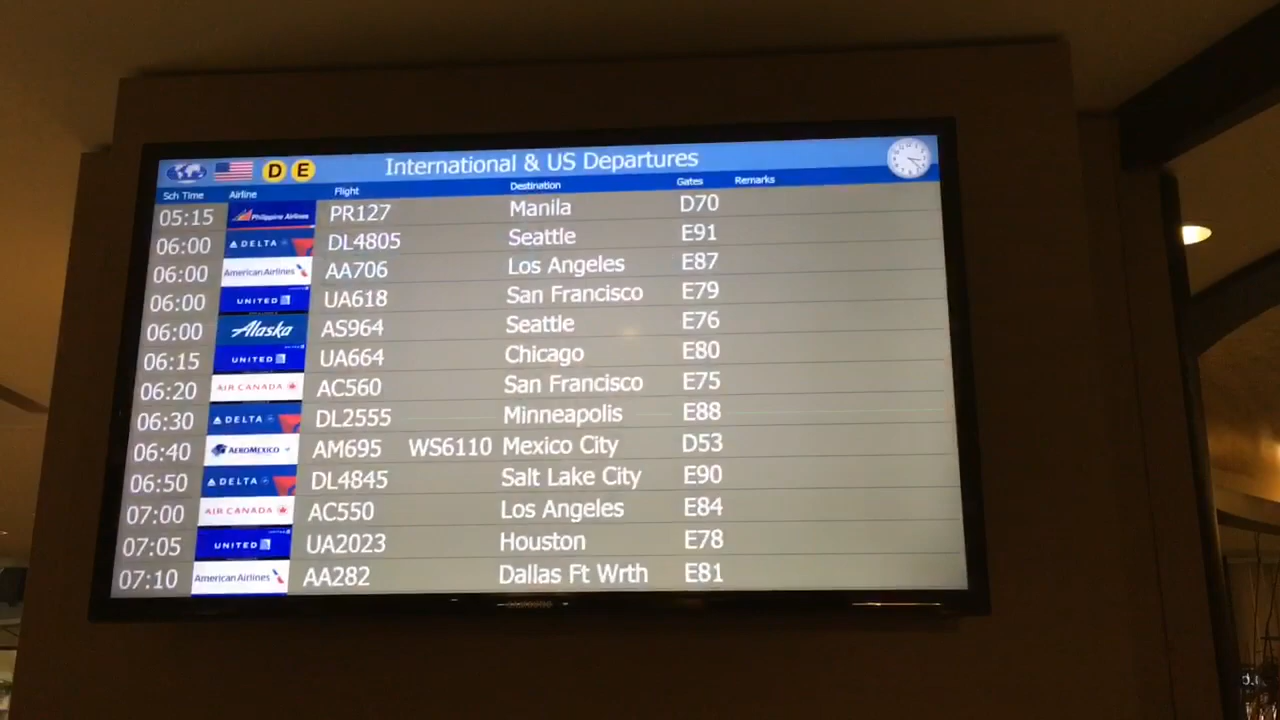 D E International & US Departures
Sch Time Airline Flight Destination Gates Remarks
05:15 Philippine Airlines PR127 Manila D70
06:00 DELTA DL4805 Seattle E91
06:00 American Airlines AA706 Los Angeles E87
06:00 UNITED UA618 San Francisco E79
06:00 Alaska AS964 Seattle E76
06:15 UNITED UA664 Chicago E80
06:20 AIR CANADA AC560 San Francisco E75
06:30 DELTA DL2555 Minneapolis E88
06:40 AEROMEXICO AM695 WS6110 Mexico City D53
06:50 DELTA DL4845 Salt Lake City E90
07:00 AIR CANADA AC550 Los Angeles E84
07:05 UNITED UA2023 Houston E78
07:10 American Airlines AA282 Dallas Ft Wrth E81
SAMSUNG